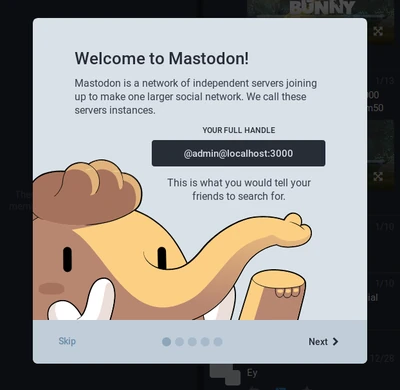 BUNNY
Welcome to Mastodon!
Mastodon is a network of independent servers joining
up to make one larger social network. We call these
servers instances.
YOUR FULL HANDLE
@admin@localhost:3000
This is what you would tell your
friends to search for.
Skip
Next
Ey